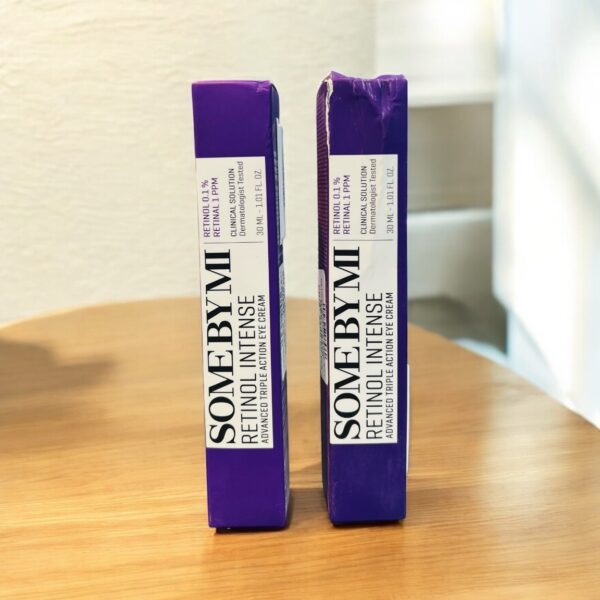 RETINOL 0.1 %
RETINAL 1 PPM
CLINICAL SOLUTION
Dermatologist Tested
30 ML - 1.01 FL. OZ.
SOME BY MI
RETINOL INTENSE
ADVANCED TRIPLE ACTION EYE CREAM
RETINOL 0.1 %
RETINAL 1 PPM
CLINICAL SOLUTION
Dermatologist Tested
30 ML - 1.01 FL. OZ.
SOME BY MI
RETINOL INTENSE
ADVANCED TRIPLE ACTION EYE CREAM